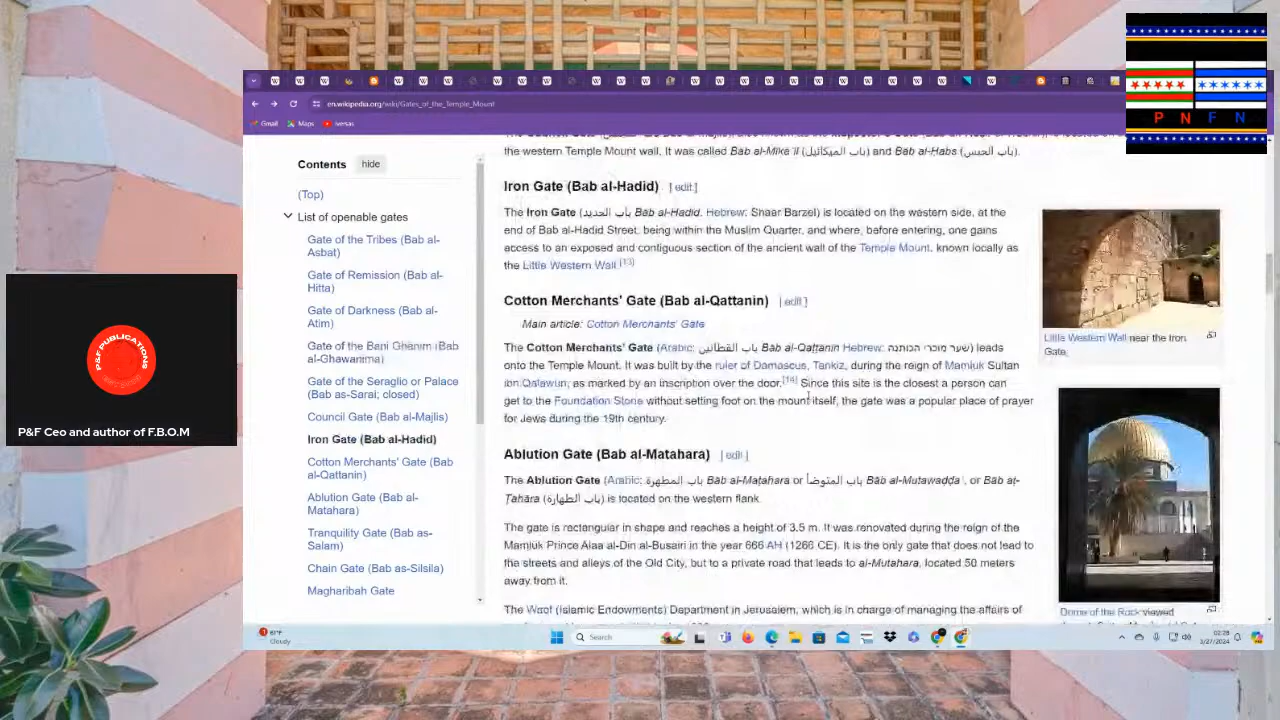 en.wikipedia.org/wiki/Gates_of_the_Temple_Mount
Gmail Maps
P N F N
Contents hide
(Top)
List of openable gates
Gate of the Tribes (Bab al-
Asbat)
Gate of Remission (Bab al-
Hitta)
Gate of Darkness (Bab al-
Atim)
Gate of the Bani Ghanim (Bab
al-Ghawanima)
Gate of the Seraglio or Palace
(Bab as-Sarai; closed)
Council Gate (Bab al-Majlis)
Iron Gate (Bab al-Hadid)
Cotton Merchants' Gate (Bab
al-Qattanin)
Ablution Gate (Bab al-
Matahara)
Tranquility Gate (Bab as-
Salam)
Chain Gate (Bab as-Silsila)
Magharibah Gate
the western Temple Mount wall. It was called Bab al-Mika'il (باب الميكائيل) and Bab al-Habs (باب الحبس).
Iron Gate (Bab al-Hadid) [ edit ]
The Iron Gate (باب الحديد Bab al-Hadid, Hebrew: Shaar Barzel) is located on the western side, at the
end of Bab al-Hadid Street, being within the Muslim Quarter, and where, before entering, one gains
access to an exposed and contiguous section of the ancient wall of the Temple Mount, known locally as
the Little Western Wall.[13]
Cotton Merchants' Gate (Bab al-Qattanin) [ edit ]
Main article: Cotton Merchants' Gate
The Cotton Merchants' Gate (Arabic: باب القطانين Bab al-Qattanin Hebrew: שער מוכרי הכותנה) leads
onto the Temple Mount. It was built by the ruler of Damascus, Tankiz, during the reign of Mamluk Sultan
ibn Qalawun, as marked by an inscription over the door.[14] Since this site is the closest a person can
get to the Foundation Stone without setting foot on the mount itself, the gate was a popular place of prayer
for Jews during the 19th century.
Ablution Gate (Bab al-Matahara) [ edit ]
The Ablution Gate (Arabic: باب المطهرة Bāb al-Maṭhara or باب المتوضأ Bāb al-Mutawaḍḍa', or Bāb aṭ-
Ṭahāra (باب الطهارة) is located on the western flank.
The gate is rectangular in shape and reaches a height of 3.5 m. It was renovated during the reign of the
Mamluk Prince Alaa al-Din al-Busairi in the year 666 AH (1266 CE). It is the only gate that does not lead to
the streets and alleys of the Old City, but to a private road that leads to al-Mutahara, located 50 meters
away from it.
The Waqf (Islamic Endowments) Department in Jerusalem, which is in charge of managing the affairs of
Little Western Wall near the Iron
Gate.
Dome of the Rock viewed
P&F PUBLICATIONS
P&F Ceo and author of F.B.O.M
Cloudy
Search
02:28
3/27/2024